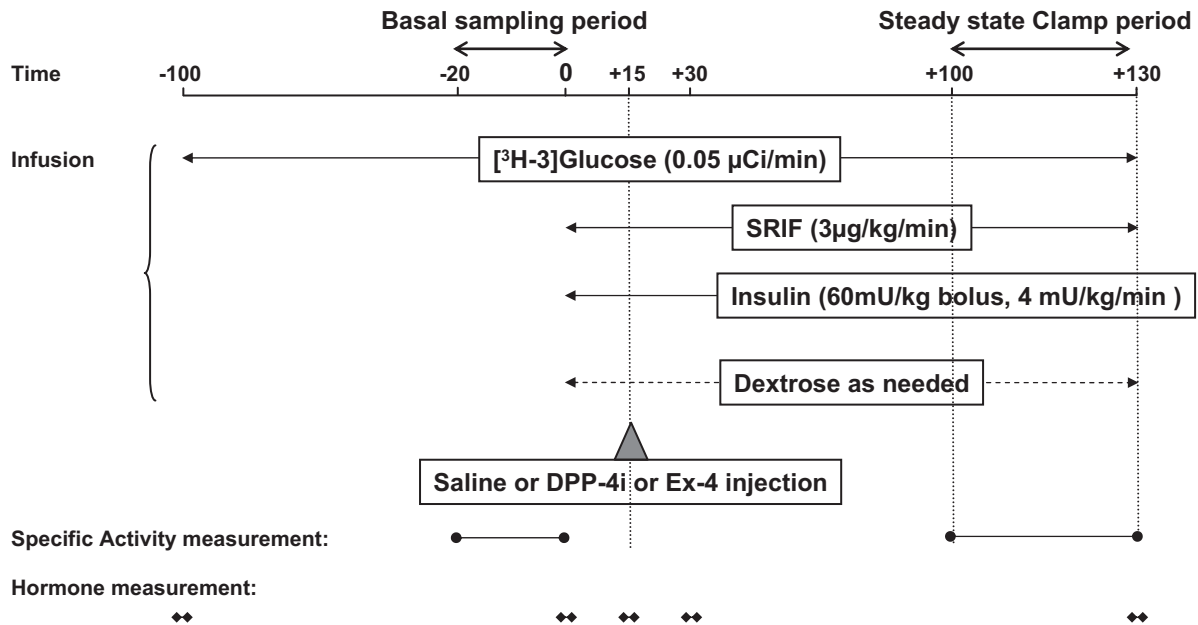 Basal sampling period Steady state Clamp period
Time -100 -20 0 +15 +30 +100 +130
Infusion [³H-3]Glucose (0.05 µCi/min)
SRIF (3µg/kg/min)
Insulin (60mU/kg bolus, 4 mU/kg/min )
Dextrose as needed
Saline or DPP-4i or Ex-4 injection
Specific Activity measurement:
Hormone measurement: